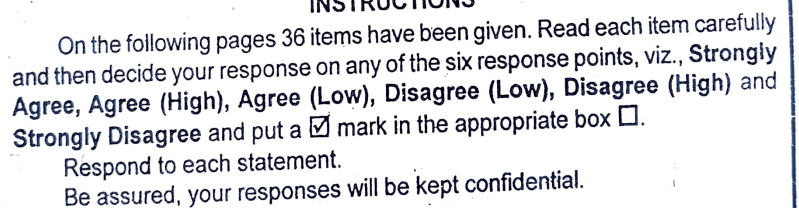 INSTRUCTIONS
On the following pages 36 items have been given. Read each item carefully
and then decide your response on any of the six response points, viz., Strongly
Agree, Agree (High), Agree (Low), Disagree (Low), Disagree (High) and
Strongly Disagree and put a ☑ mark in the appropriate box ☐.
Respond to each statement.
Be assured, your responses will be kept confidential.